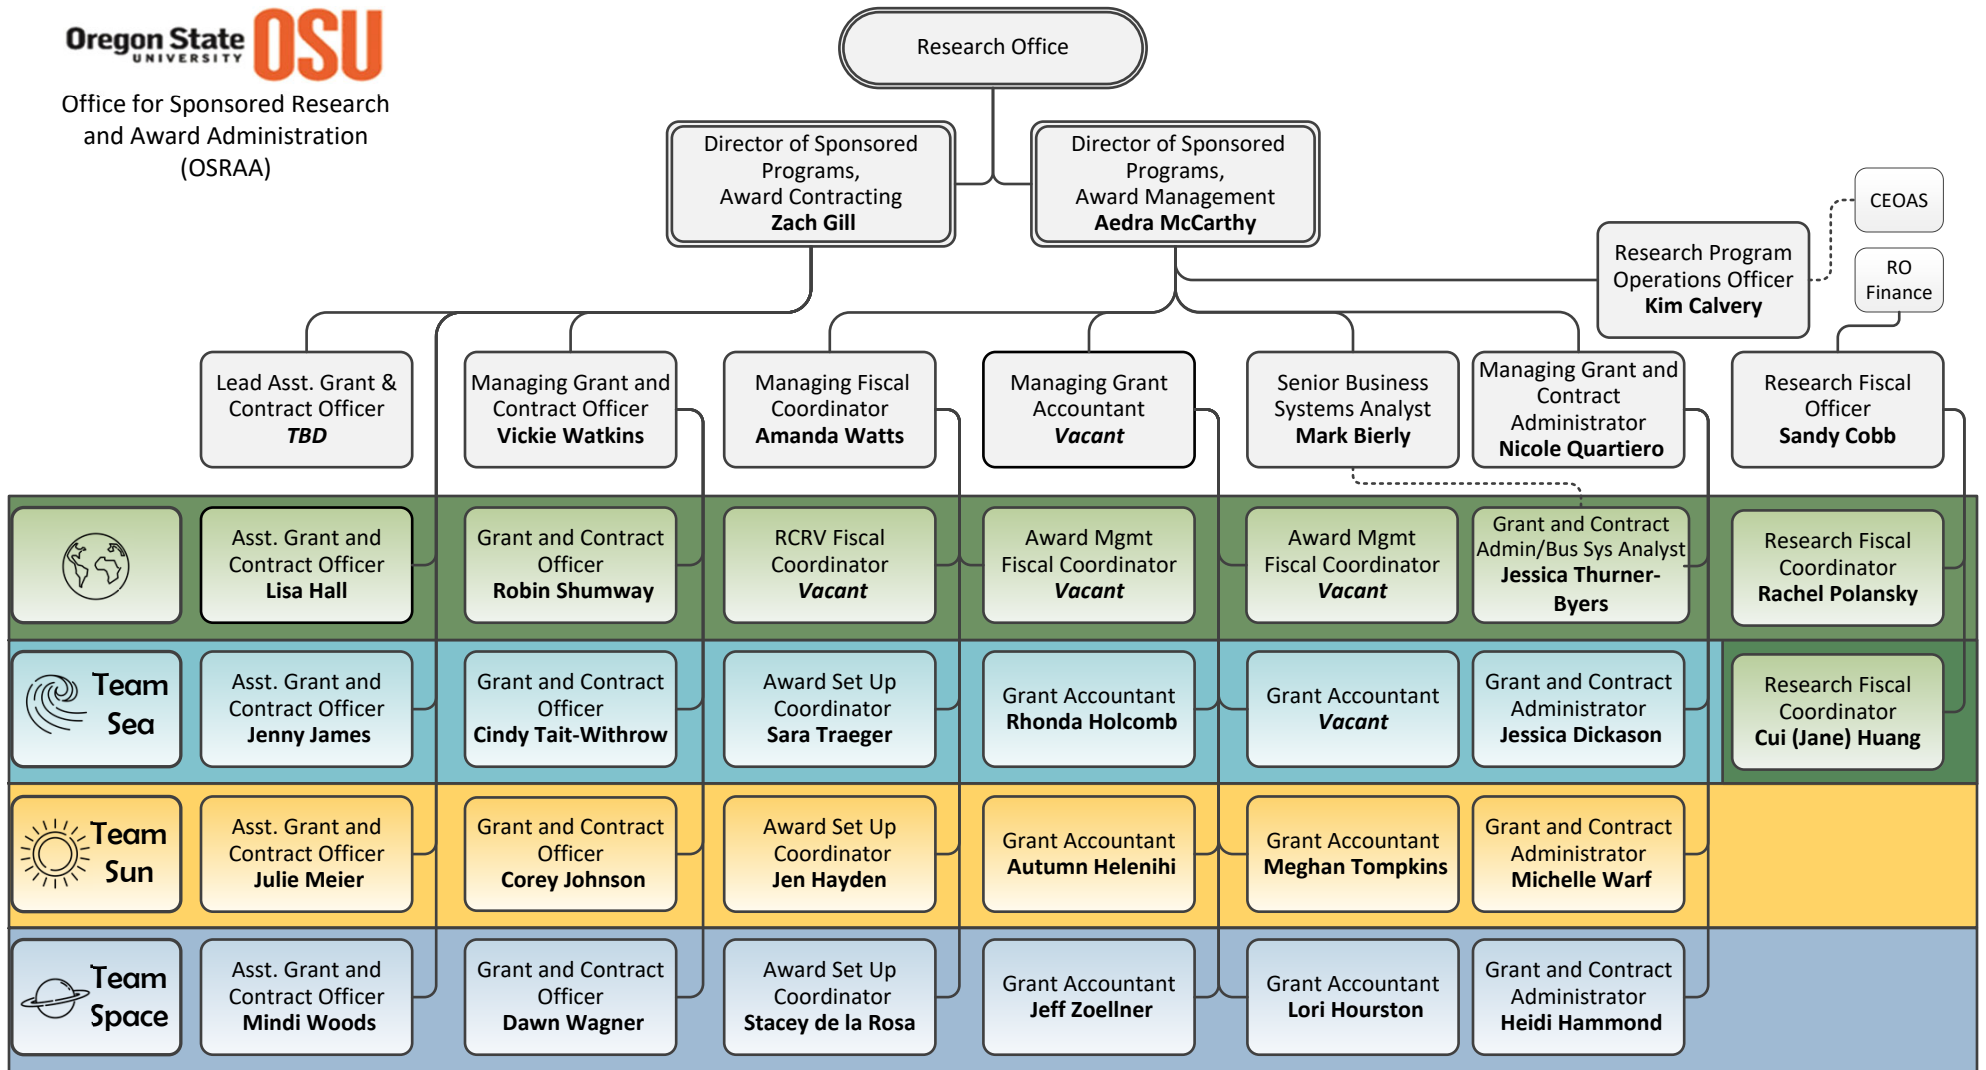 Oregon State
UNIVERSITY
OSU
Office for Sponsored Research
and Award Administration
(OSRAA)
Research Office
Director of Sponsored
Programs,
Award Contracting
Zach Gill
Director of Sponsored
Programs,
Award Management
Aedra McCarthy
CEOAS
Research Program
Operations Officer
Kim Calvery
RO
Finance
Lead Asst. Grant &
Contract Officer
TBD
Managing Grant and
Contract Officer
Vickie Watkins
Managing Fiscal
Coordinator
Amanda Watts
Managing Grant
Accountant
Vacant
Senior Business
Systems Analyst
Mark Bierly
Managing Grant and
Contract
Administrator
Nicole Quartiero
Research Fiscal
Officer
Sandy Cobb
Asst. Grant and
Contract Officer
Lisa Hall
Grant and Contract
Officer
Robin Shumway
RCRV Fiscal
Coordinator
Vacant
Award Mgmt
Fiscal Coordinator
Vacant
Award Mgmt
Fiscal Coordinator
Vacant
Grant and Contract
Admin/Bus Sys Analyst
Jessica Thurner-
Byers
Research Fiscal
Coordinator
Rachel Polansky
Team
Sea
Asst. Grant and
Contract Officer
Jenny James
Grant and Contract
Officer
Cindy Tait-Withrow
Award Set Up
Coordinator
Sara Traeger
Grant Accountant
Rhonda Holcomb
Grant Accountant
Vacant
Grant and Contract
Administrator
Jessica Dickason
Research Fiscal
Coordinator
Cui (Jane) Huang
Team
Sun
Asst. Grant and
Contract Officer
Julie Meier
Grant and Contract
Officer
Corey Johnson
Award Set Up
Coordinator
Jen Hayden
Grant Accountant
Autumn Helenihi
Grant Accountant
Meghan Tompkins
Grant and Contract
Administrator
Michelle Warf
Team
Space
Asst. Grant and
Contract Officer
Mindi Woods
Grant and Contract
Officer
Dawn Wagner
Award Set Up
Coordinator
Stacey de la Rosa
Grant Accountant
Jeff Zoellner
Grant Accountant
Lori Hourston
Grant and Contract
Administrator
Heidi Hammond